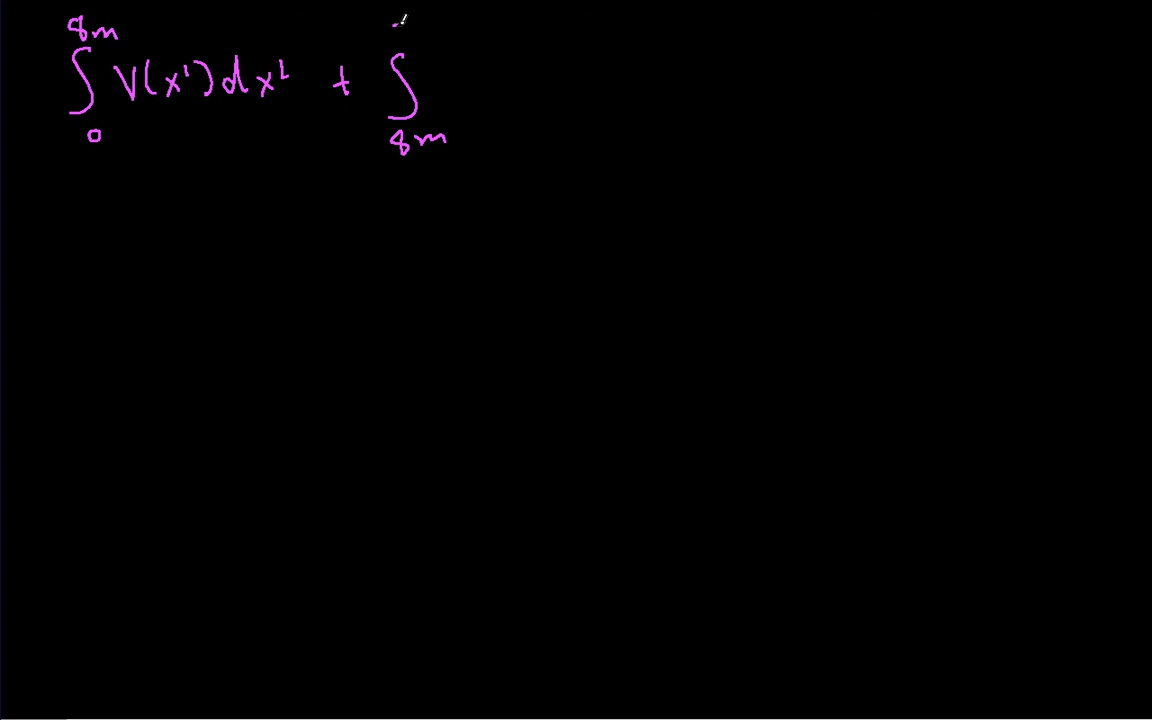 ∫₀^{8m} V(x')dx' + ∫_{8m}